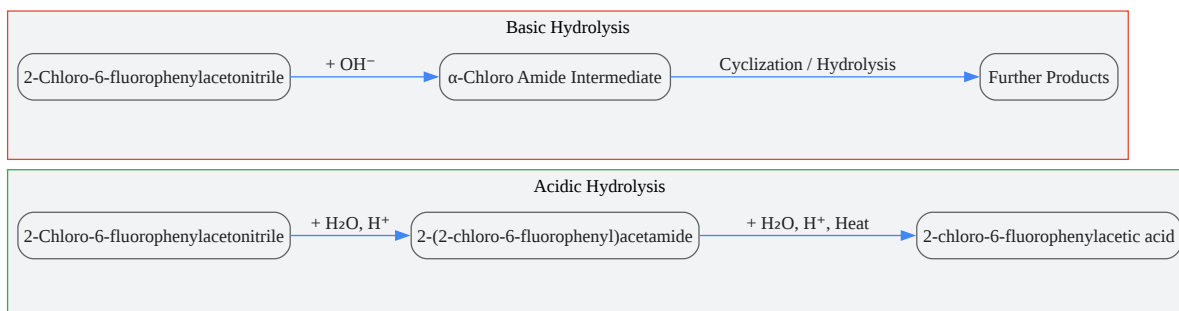 Basic Hydrolysis
2-Chloro-6-fluorophenylacetonitrile
+ OH⁻
α-Chloro Amide Intermediate
Cyclization / Hydrolysis
Further Products
Acidic Hydrolysis
2-Chloro-6-fluorophenylacetonitrile
+ H₂O, H⁺
2-(2-chloro-6-fluorophenyl)acetamide
+ H₂O, H⁺, Heat
2-chloro-6-fluorophenylacetic acid